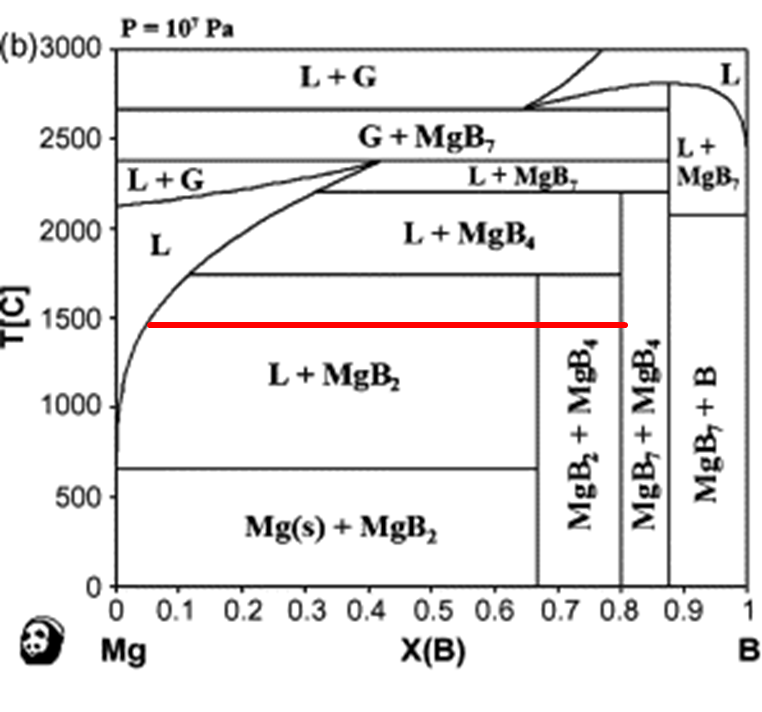 P = 10⁷ Pa
(b)
3000
2500
2000
1500
1000
500
0
T[C]
L + G
L
G + MgB₇
L + G
L + MgB₇
L +
MgB₇
L
L + MgB₄
L + MgB₂
MgB₂ + MgB₄
MgB₇ + MgB₄
MgB₇ + B
Mg(s) + MgB₂
0 0.1 0.2 0.3 0.4 0.5 0.6 0.7 0.8 0.9 1
Mg X(B) B